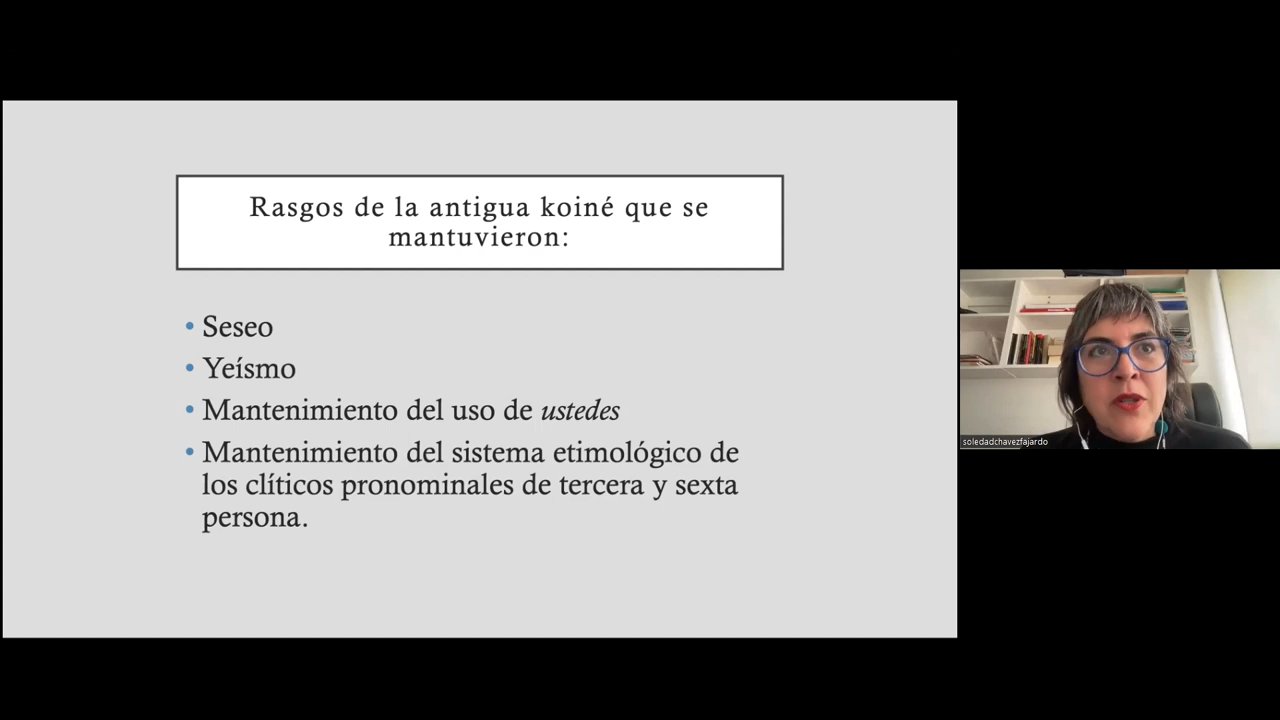 Rasgos de la antigua koiné que se
mantuvieron:
• Seseo
• Yeísmo
• Mantenimiento del uso de ustedes
• Mantenimiento del sistema etimológico de
los clíticos pronominales de tercera y sexta
persona.
soledadchavezfajardo